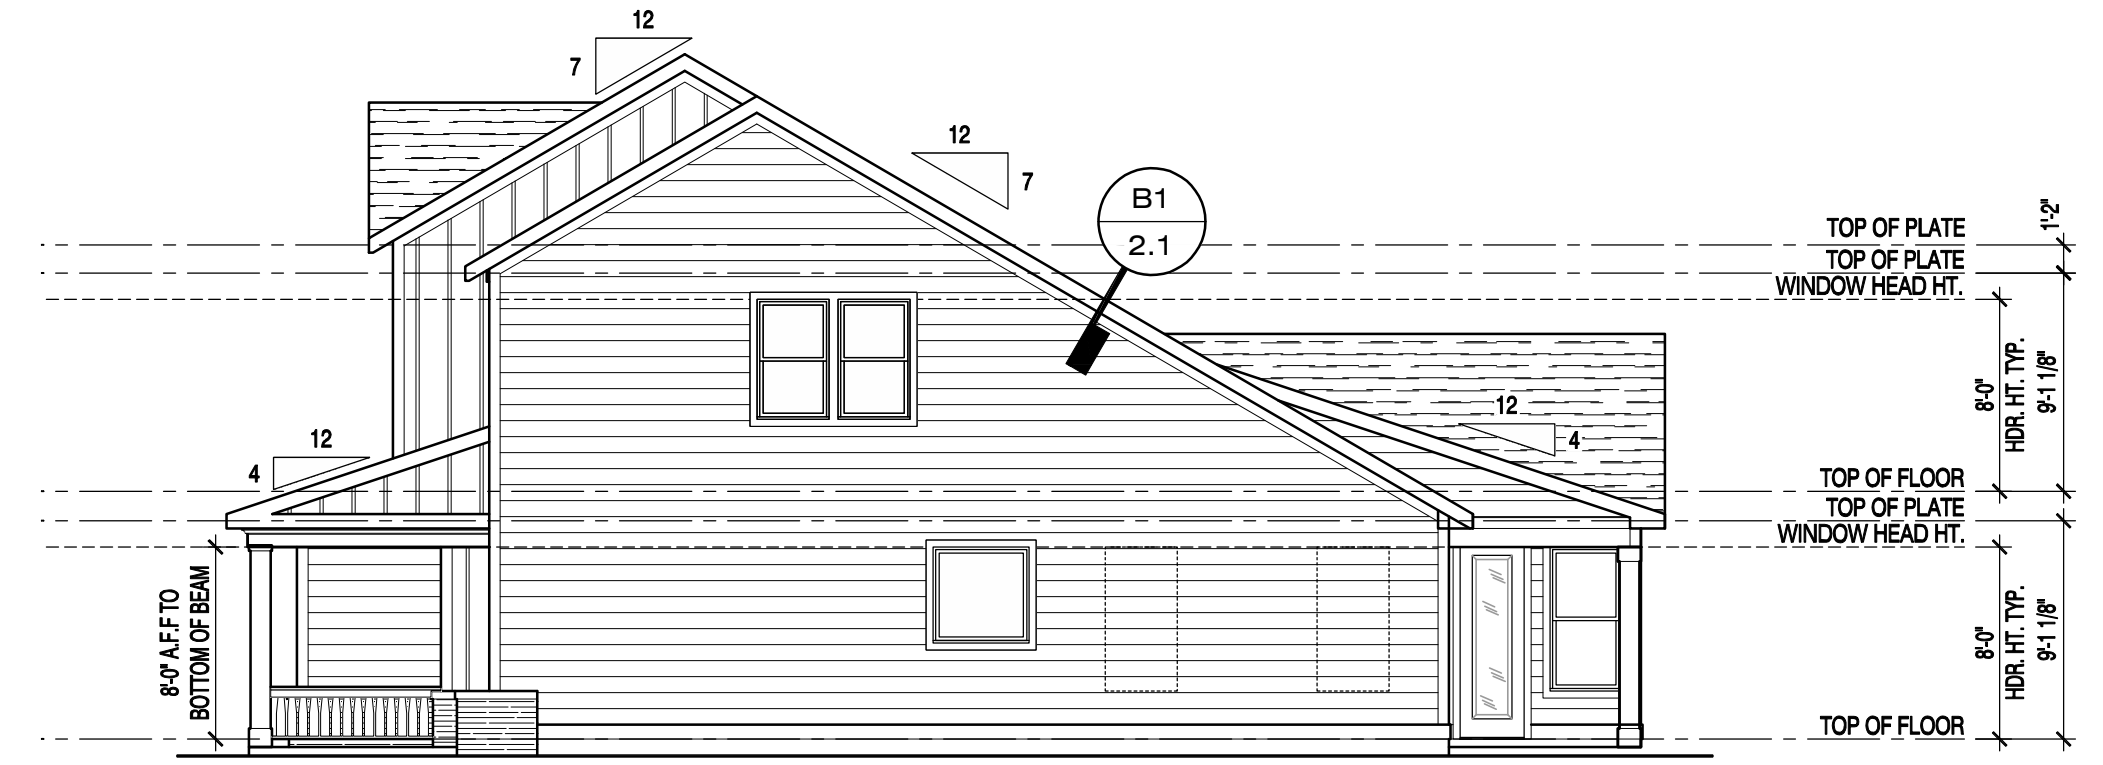 12
7
12
7
B1
2.1
TOP OF PLATE
1'-2"
TOP OF PLATE
WINDOW HEAD HT.
8'-0"
HDR. HT. TYP.
9'-1 1/8"
12
4
12
4
TOP OF FLOOR
TOP OF PLATE
WINDOW HEAD HT.
8'-0" A.F.F TO
BOTTOM OF BEAM
8'-0"
HDR. HT. TYP.
9'-1 1/8"
TOP OF FLOOR